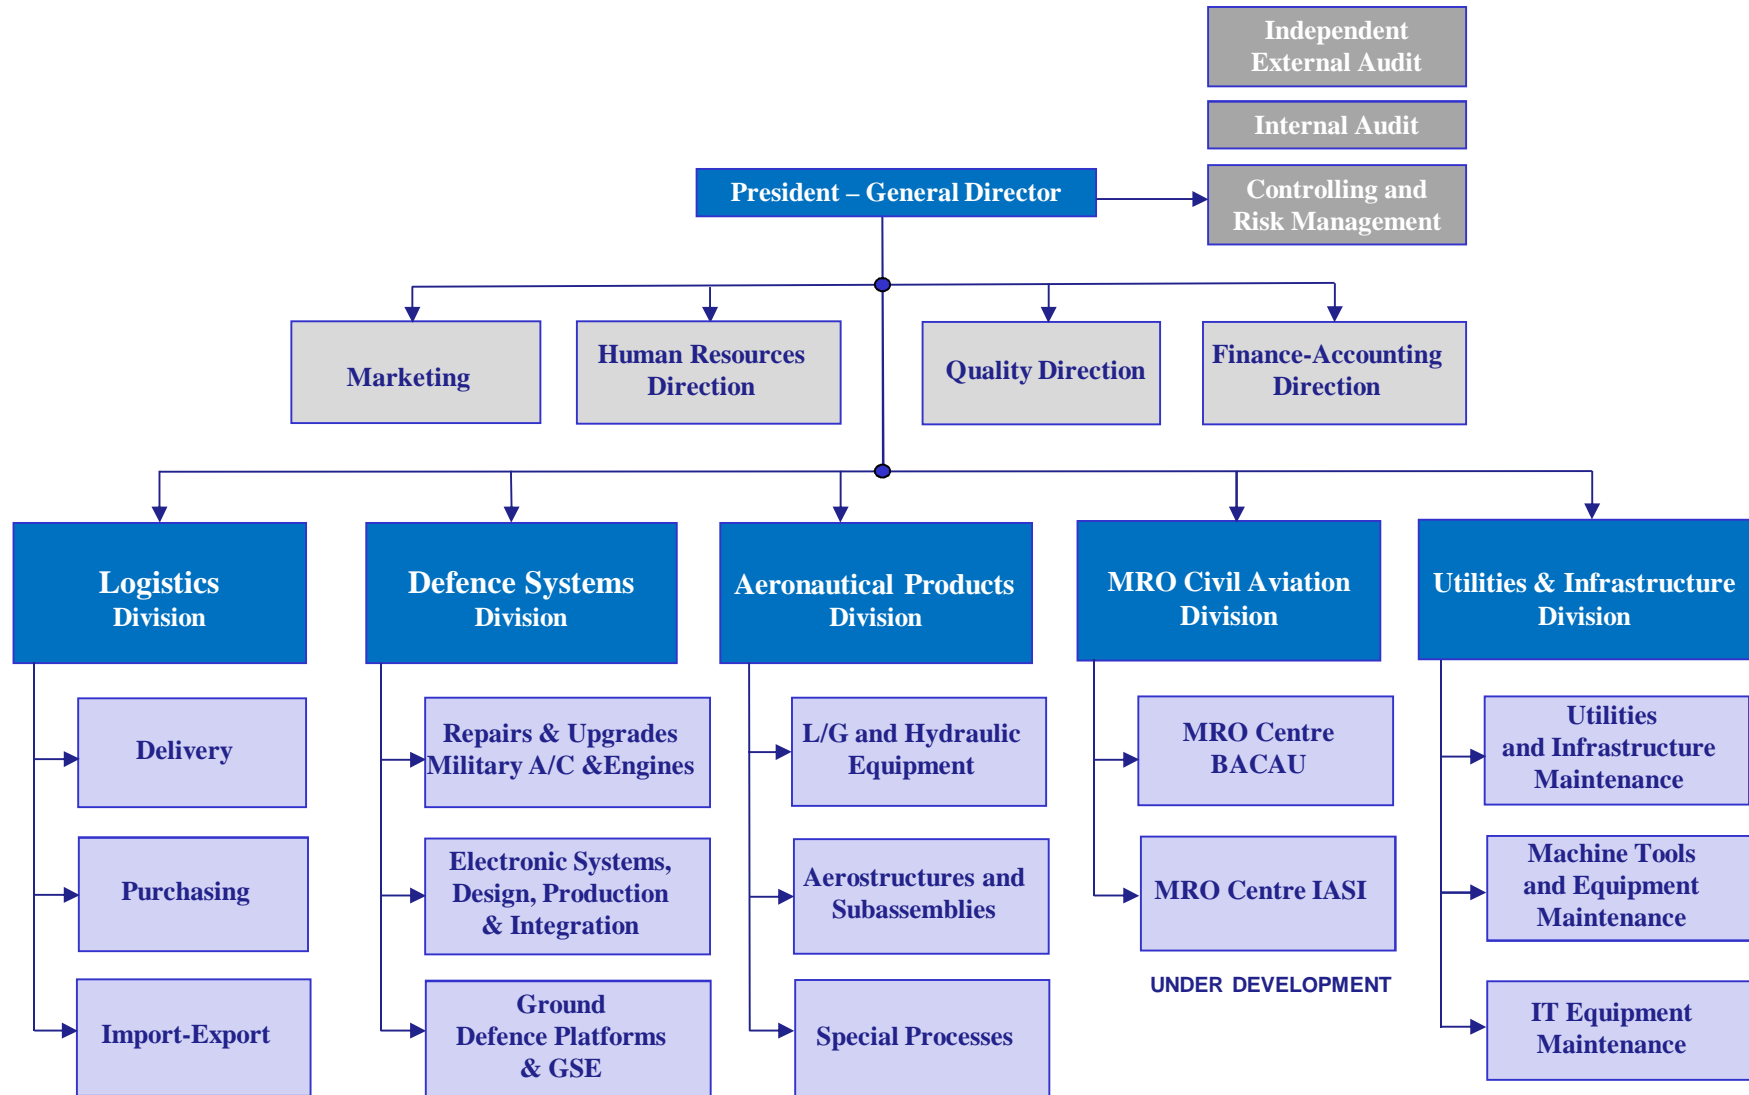 Independent
External Audit
Internal Audit
President – General Director
Controlling and
Risk Management
Marketing
Human Resources
Direction
Quality Direction
Finance-Accounting
Direction
Logistics
Division
Defence Systems
Division
Aeronautical Products
Division
MRO Civil Aviation
Division
Utilities & Infrastructure
Division
Delivery
Purchasing
Import-Export
Repairs & Upgrades
Military A/C &Engines
Electronic Systems,
Design, Production
& Integration
Ground
Defence Platforms
& GSE
L/G and Hydraulic
Equipment
Aerostructures and
Subassemblies
Special Processes
MRO Centre
BACAU
MRO Centre IASI
UNDER DEVELOPMENT
Utilities
and Infrastructure
Maintenance
Machine Tools
and Equipment
Maintenance
IT Equipment
Maintenance